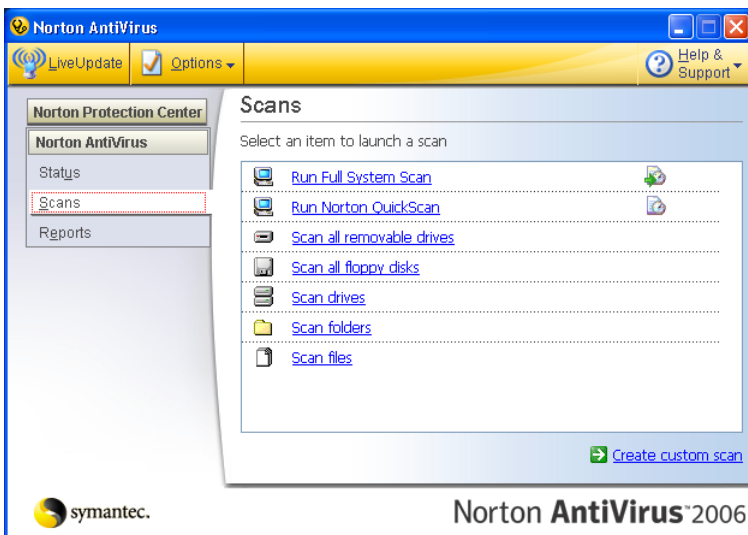 Norton AntiVirus
LiveUpdate Options Help & Support
Norton Protection Center
Norton AntiVirus
Status
Scans
Reports
Scans
Select an item to launch a scan
Run Full System Scan
Run Norton QuickScan
Scan all removable drives
Scan all floppy disks
Scan drives
Scan folders
Scan files
Create custom scan
symantec.
Norton AntiVirus™2006